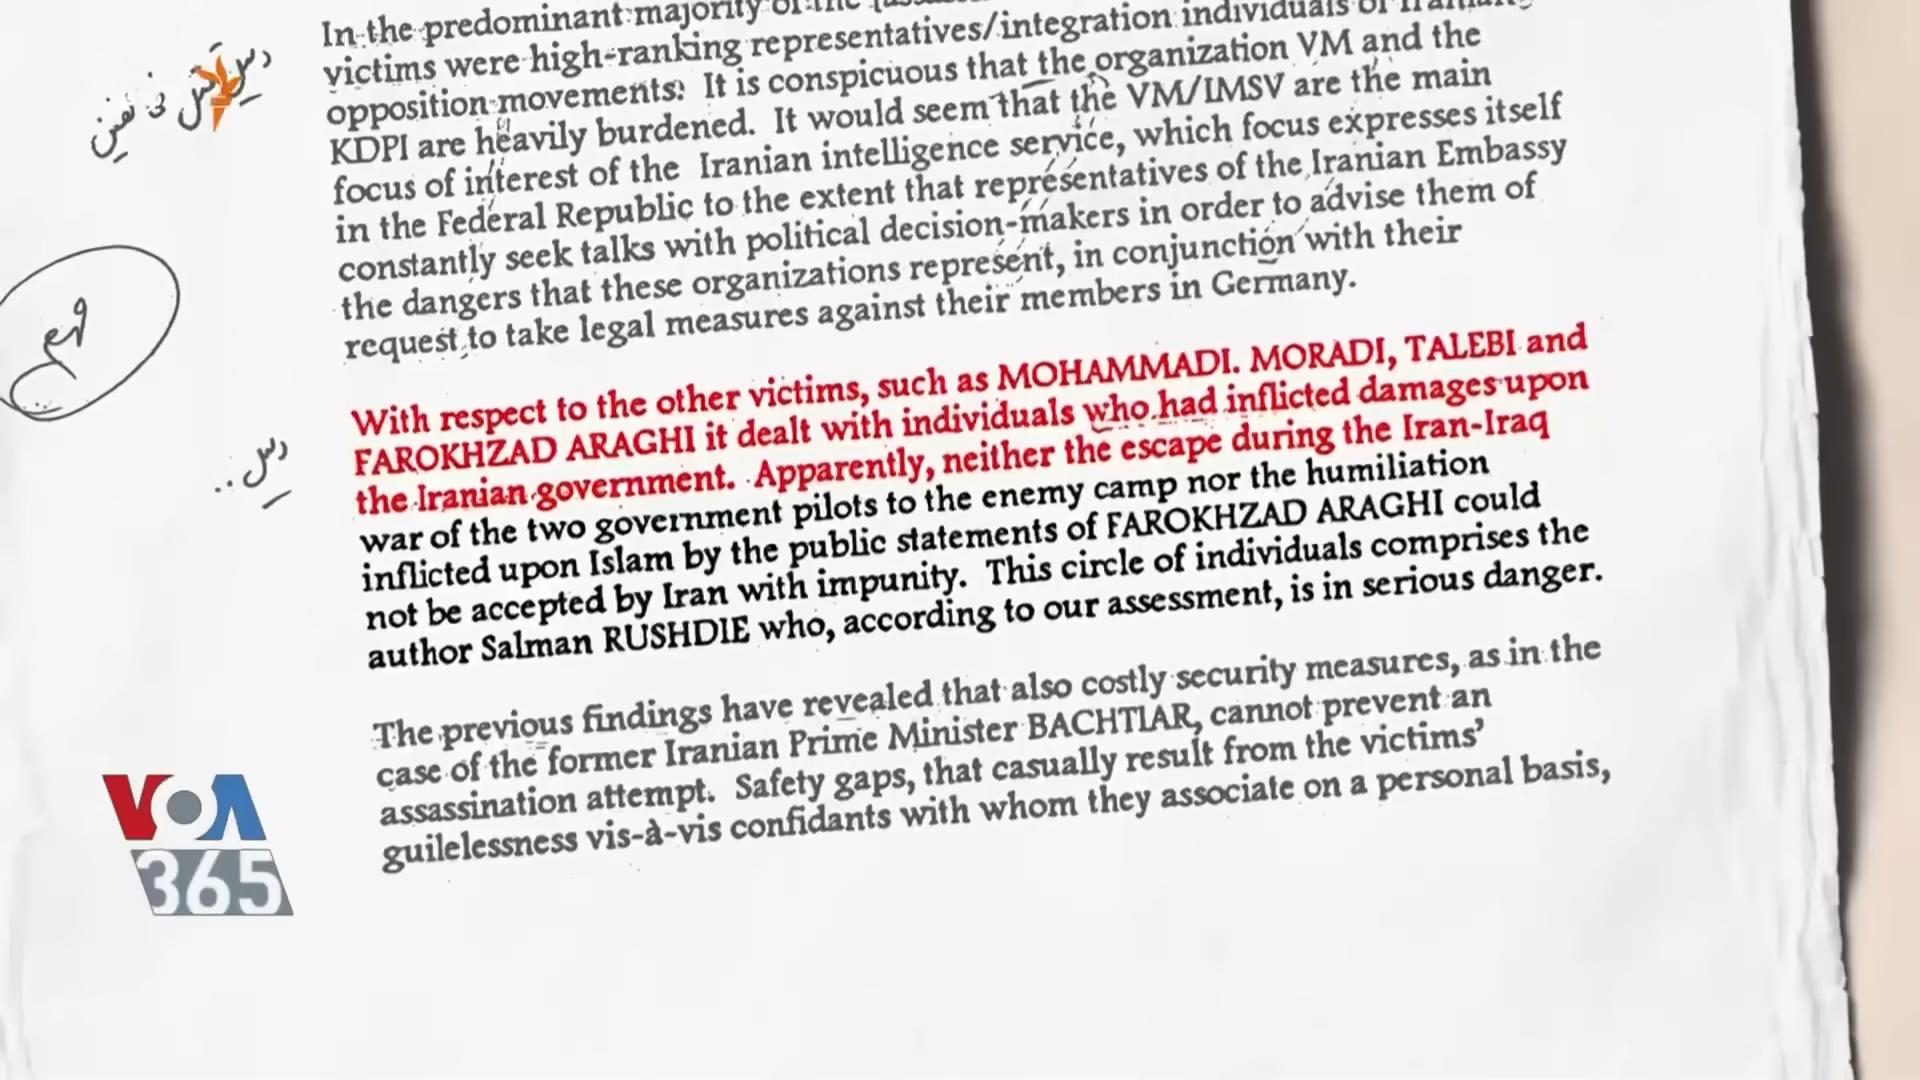 In the predominant majority of the
victims were high-ranking representatives/integration individuals of Iranian
opposition movements. It is conspicuous that the organization VM and the
KDPI are heavily burdened. It would seem that the VM/IMSV are the main
focus of interest of the Iranian intelligence service, which focus expresses itself
in the Federal Republic to the extent that representatives of the Iranian Embassy
constantly seek talks with political decision-makers in order to advise them of
the dangers that these organizations represent, in conjunction with their
request to take legal measures against their members in Germany.
With respect to the other victims, such as MOHAMMADI. MORADI, TALEBI and
FAROKHZAD ARAGHI it dealt with individuals who had inflicted damages upon
the Iranian government. Apparently, neither the escape during the Iran-Iraq
war of the two government pilots to the enemy camp nor the humiliation
inflicted upon Islam by the public statements of FAROKHZAD ARAGHI could
not be accepted by Iran with impunity. This circle of individuals comprises the
author Salman RUSHDIE who, according to our assessment, is in serious danger.
The previous findings have revealed that also costly security measures, as in the
case of the former Iranian Prime Minister BACHTIAR, cannot prevent an
assassination attempt. Safety gaps, that casually result from the victims'
guilelessness vis-à-vis confidants with whom they associate on a personal basis,
VOA
365